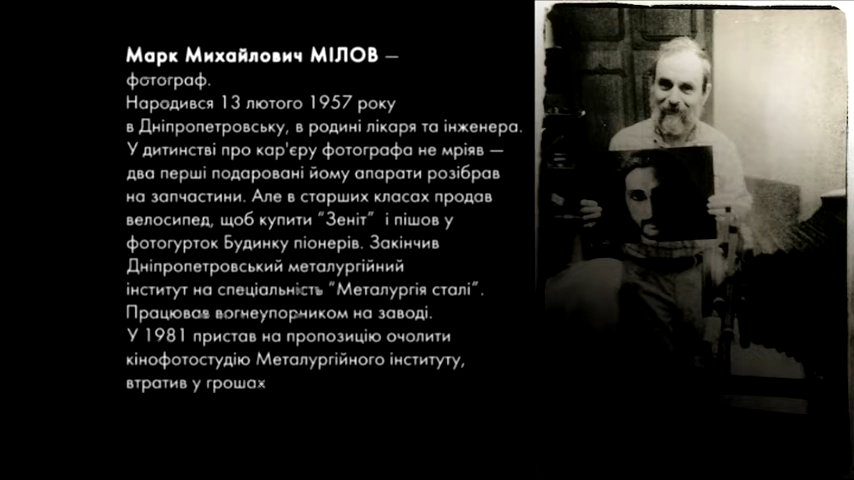 Марк Михайлович МІЛОВ —
фотограф.
Народився 13 лютого 1957 року
в Дніпропетровську, в родині лікаря та інженера.
У дитинстві про кар'єру фотографа не мріяв —
два перші подаровані йому апарати розібрав
на запчастини. Але в старших класах продав
велосипед, щоб купити "Зеніт" і пішов у
фотогурток Будинку піонерів. Закінчив
Дніпропетровський металургійний
інститут на спеціальність "Металургія сталі".
Працював вогнеупорником на заводі.
У 1981 пристав на пропозицію очолити
кінофотостудію Металургійного інституту,
втратив у грошах